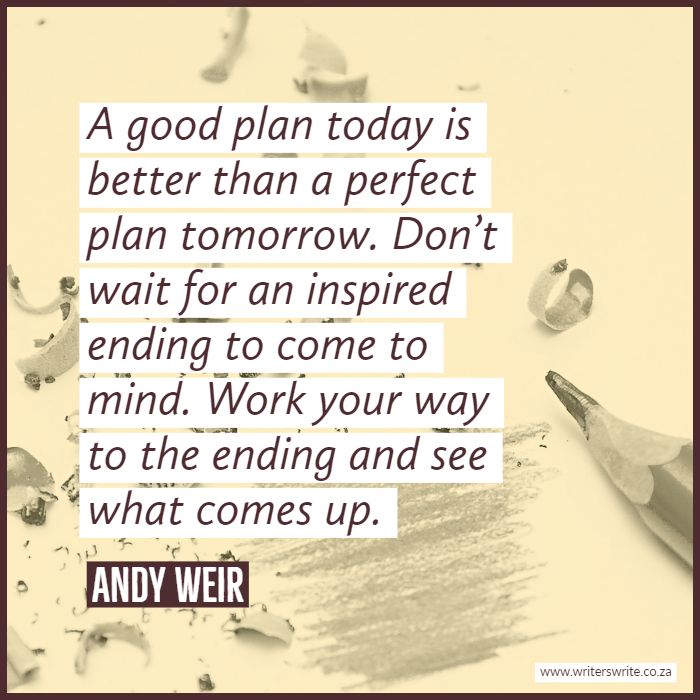 A good plan today is
better than a perfect
plan tomorrow. Don’t
wait for an inspired
ending to come to
mind. Work your way
to the ending and see
what comes up.
ANDY WEIR
www.writerswrite.co.za